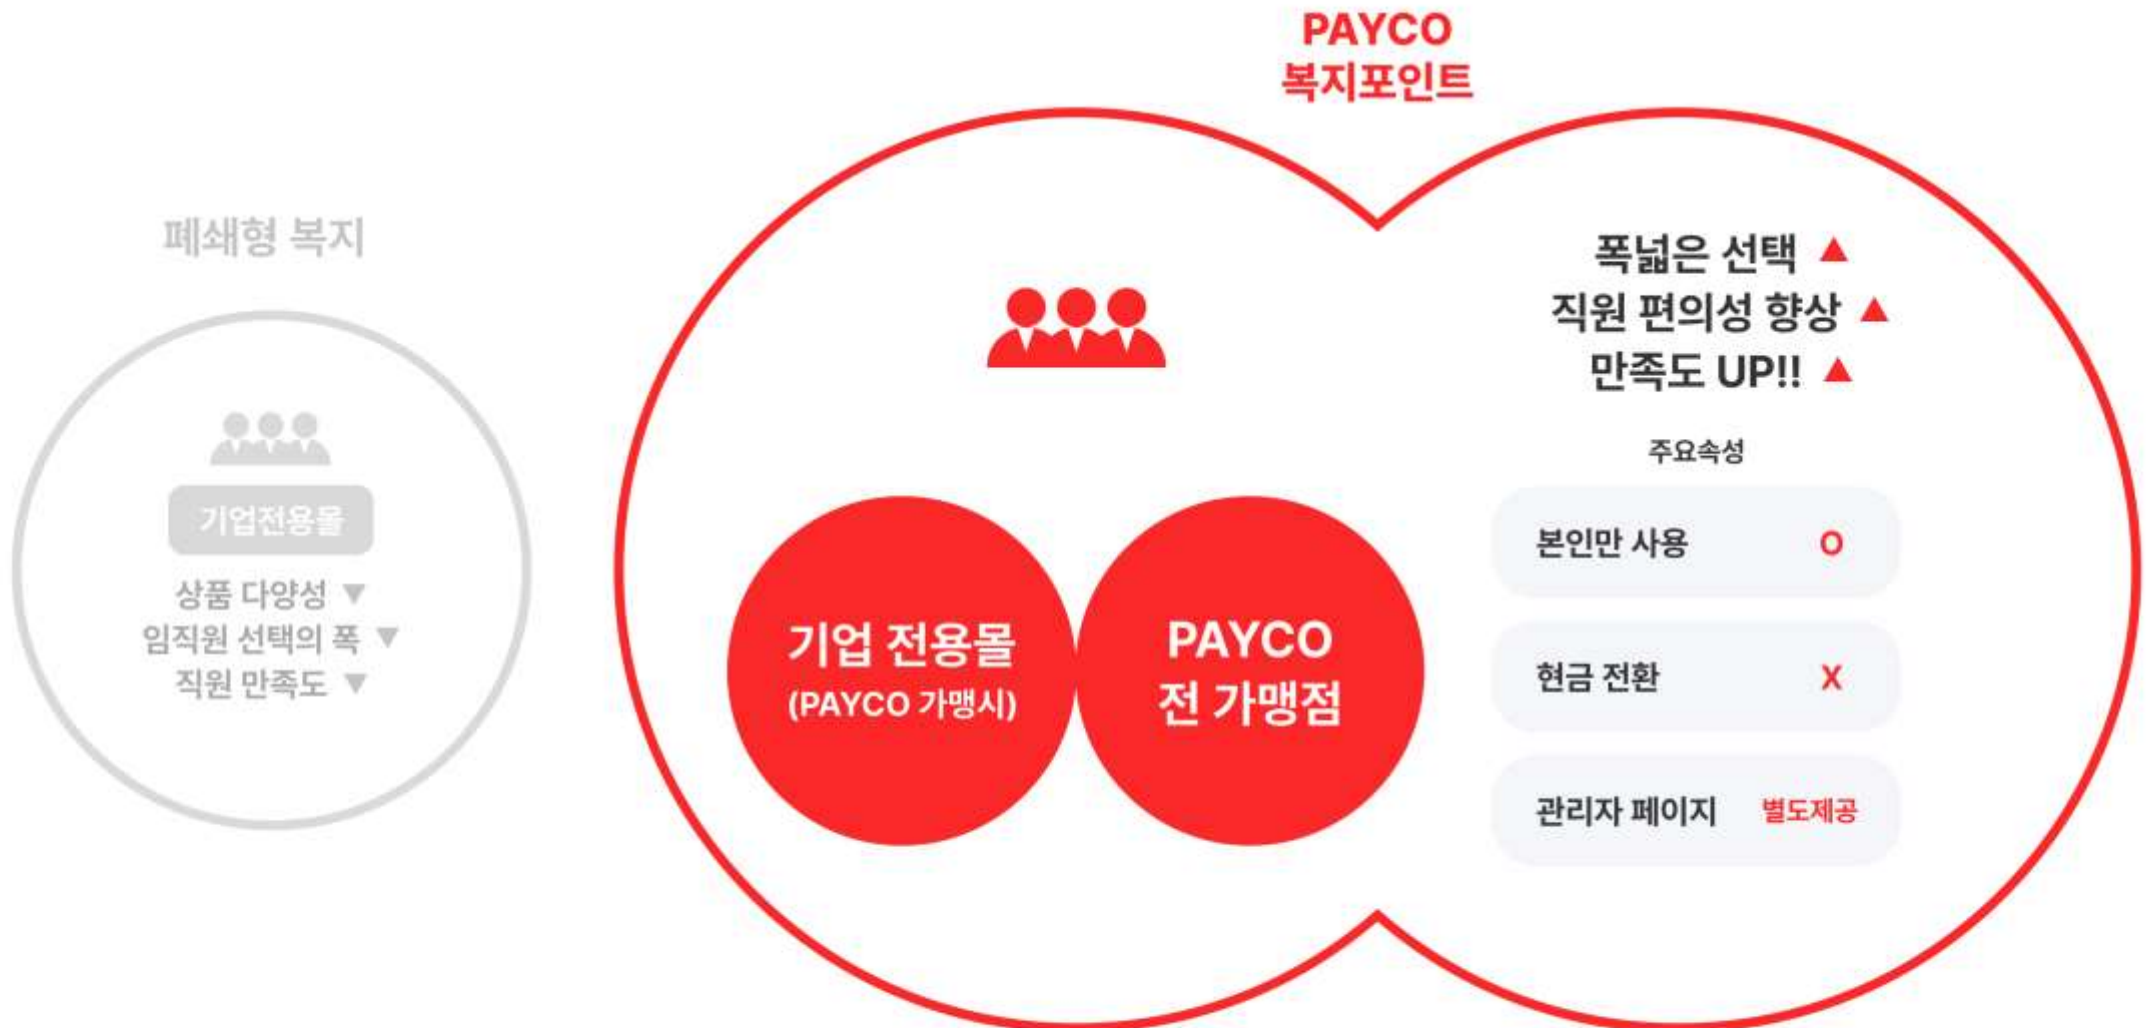 폐쇄형 복지
기업전용몰
상품 다양성 ▼
임직원 선택의 폭 ▼
직원 만족도 ▼
PAYCO
복지포인트
기업 전용몰
(PAYCO 가맹시)
PAYCO
전 가맹점
폭넓은 선택 ▲
직원 편의성 향상 ▲
만족도 UP!! ▲
주요속성
본인만 사용 O
현금 전환 X
관리자 페이지 별도제공